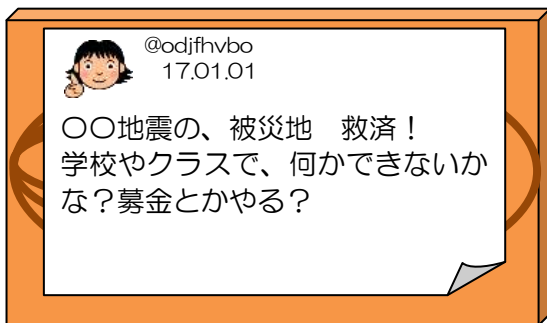 @odjfhvbo
17.01.01
〇〇地震の、被災地　救済！
学校やクラスで、何かできないか
な？募金とかやる？